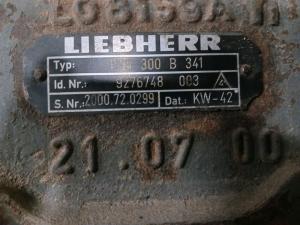 LIEBHERR
Typ: 300 B 341
Id. Nr.: 9276748 003
S. Nr.: 2000.72.0299 Dat.: KW-42
21.07 00